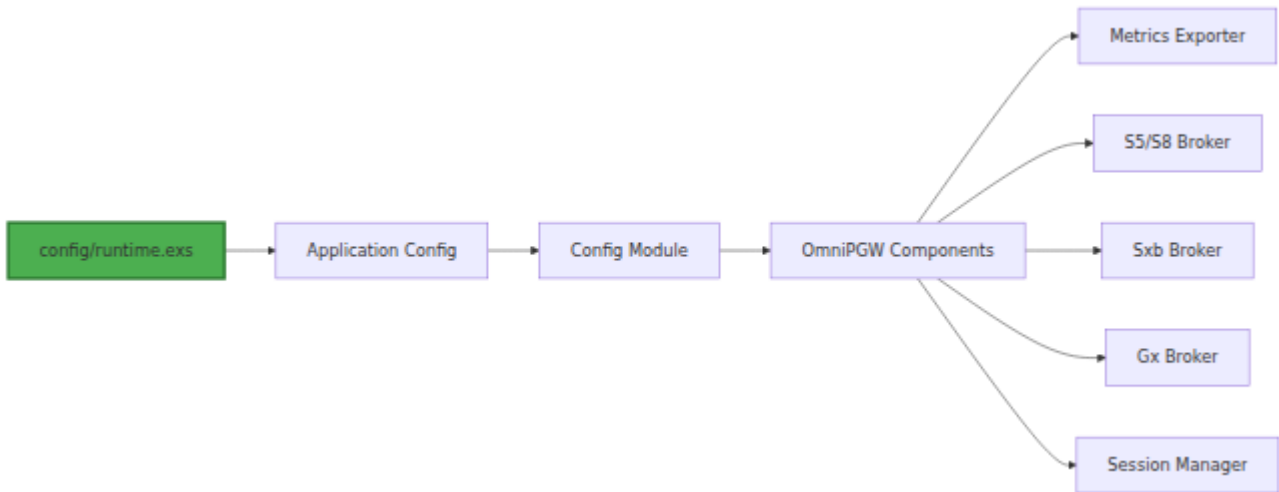 config/runtime.exs
Application Config
Config Module
OmniPGW Components
Metrics Exporter
S5/S8 Broker
Sxb Broker
Gx Broker
Session Manager